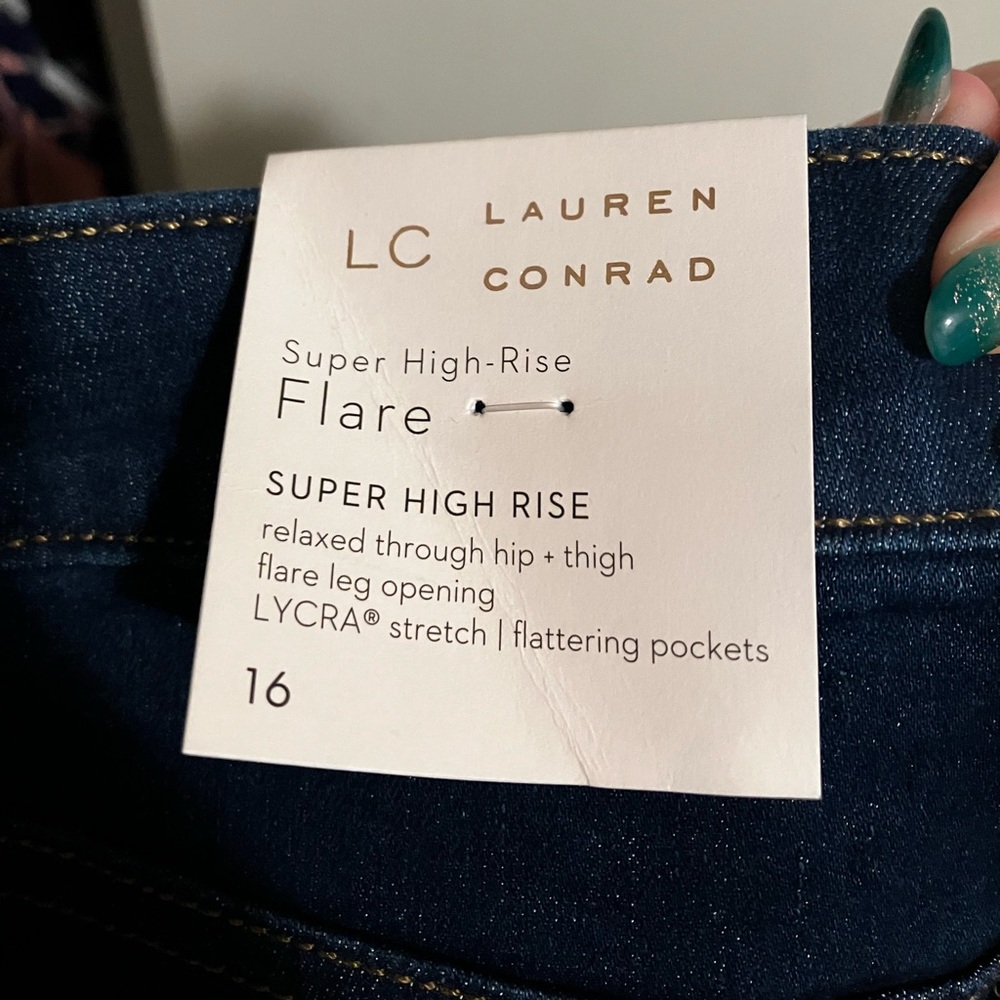 LC
LAUREN
CONRAD
Super High-Rise
Flare
SUPER HIGH RISE
relaxed through hip + thigh
flare leg opening
LYCRA® stretch | flattering pockets
16